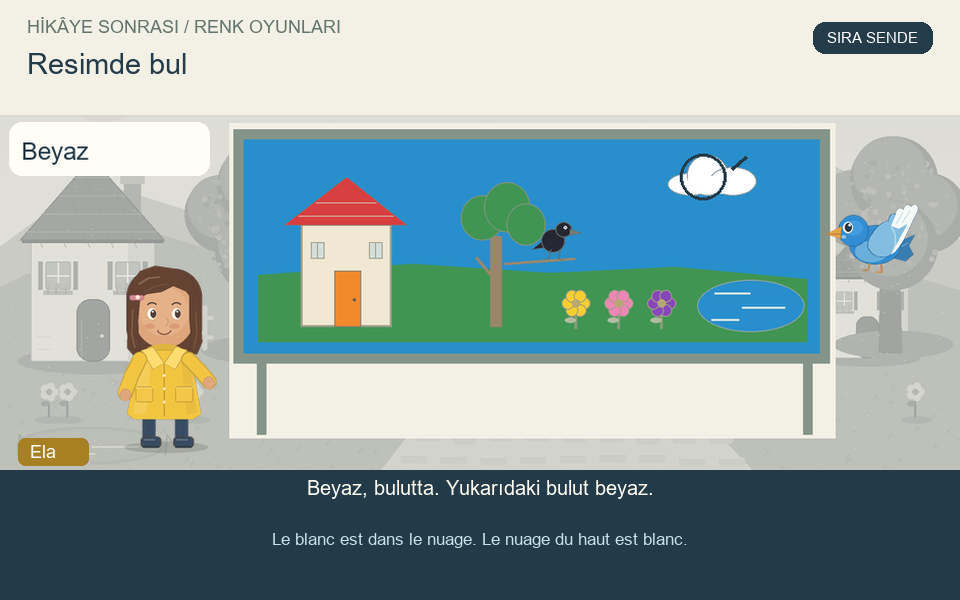 HİKÂYE SONRASI / RENK OYUNLARI
SIRA SENDE
Resimde bul
Beyaz
Ela
Beyaz, bulutta. Yukarıdaki bulut beyaz.
Le blanc est dans le nuage. Le nuage du haut est blanc.